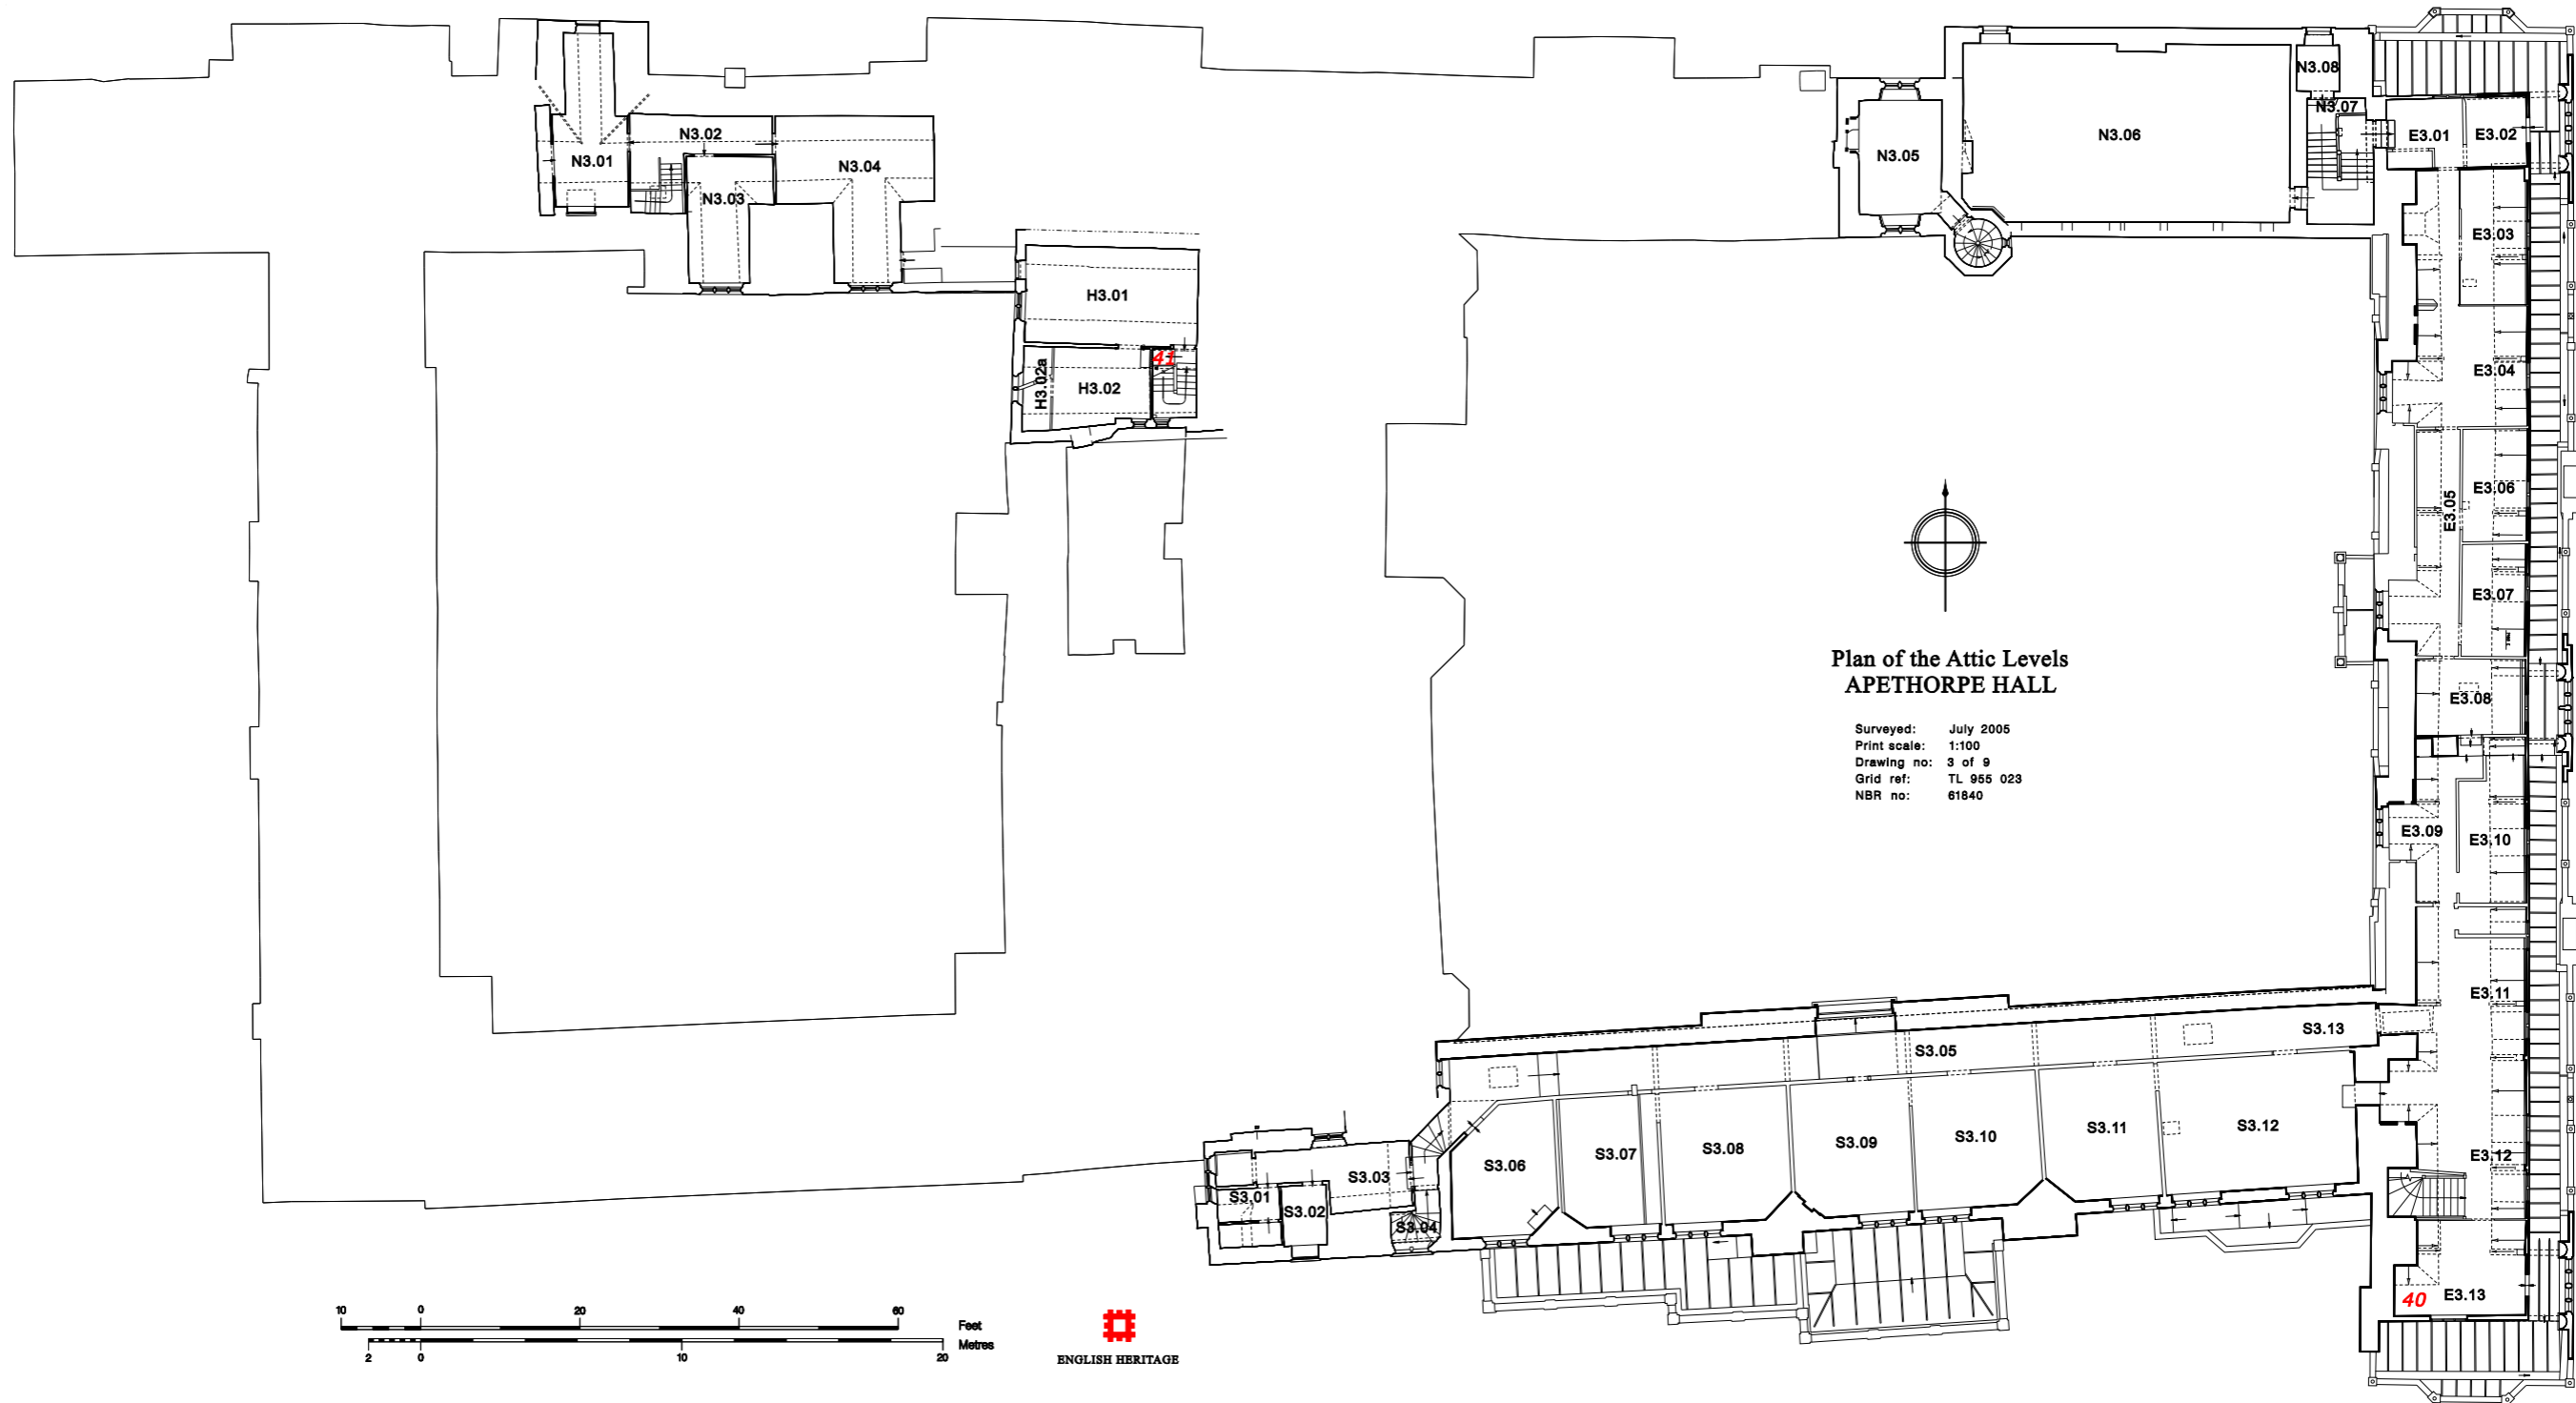 N3.01
N3.02
N3.03
N3.04
N3.05
N3.06
N3.07
N3.08
E3.01
E3.02
E3.03
E3.04
E3.05
E3.06
E3.07
E3.08
E3.09
E3.10
E3.11
E3.12
E3.13
40
H3.01
H3.02a
H3.02
41
Plan of the Attic Levels
APETHORPE HALL
Surveyed: July 2005
Print scale: 1:100
Drawing no: 3 of 9
Grid ref: TL 955 023
NBR no: 61840
S3.01
S3.02
S3.03
S3.04
S3.05
S3.06
S3.07
S3.08
S3.09
S3.10
S3.11
S3.12
S3.13
10 0 20 40 60
Feet
Metres
2 0 10 20
ENGLISH HERITAGE